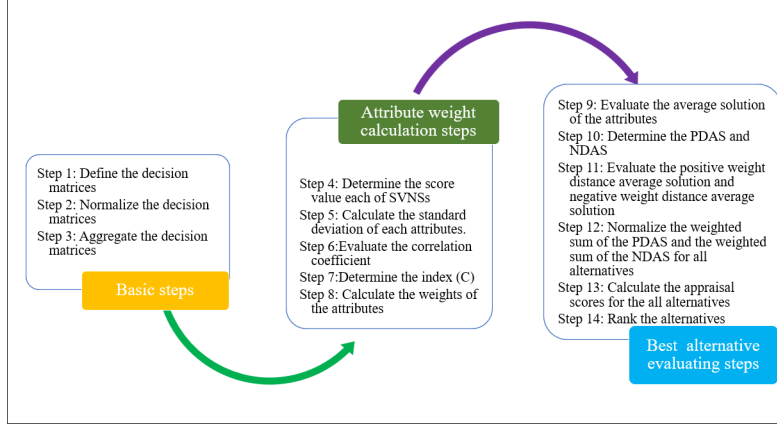 Step 1: Define the decision
matrices
Step 2: Normalize the decision
matrices
Step 3: Aggregate the decision
matrices
Basic steps
Attribute weight
calculation steps
Step 4: Determine the score
value each of SVNSs
Step 5: Calculate the standard
deviation of each attributes.
Step 6:Evaluate the correlation
coefficient
Step 7:Determine the index (C)
Step 8: Calculate the weights of
the attributes
Step 9: Evaluate the average solution
of the attributes
Step 10: Determine the PDAS and
NDAS
Step 11: Evaluate the positive weight
distance average solution and
negative weight distance average
solution
Step 12: Normalize the weighted
sum of the PDAS and the weighted
sum of the NDAS for all
alternatives
Step 13: Calculate the appraisal
scores for the all alternatives
Step 14: Rank the alternatives
Best alternative
evaluating steps